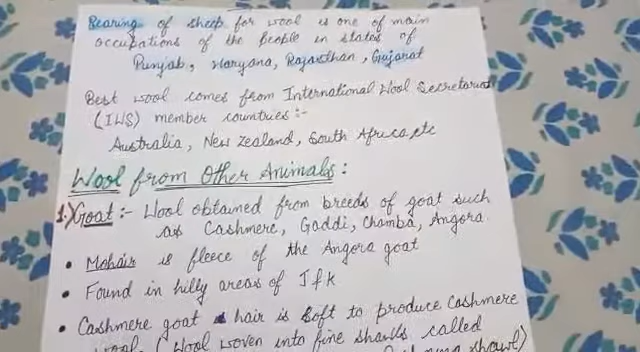 Rearing of sheep for wool is one of main
occupations of the People in states of
Punjab, Haryana, Rajasthan, Gujarat
Best wool comes from International Wool Secretariat
(IWS) member countries:-
Australia, New Zealand, South Africa, etc
Wool from Other Animals:
1.) Goat :- Wool obtained from breeds of goat such
as Cashmere, Gaddi, Chamba, Angora
• Mohair is fleece of the Angora goat
• Found in hilly areas of J&K
• Cashmere goat hair is soft to produce Cashmere
wool. (Wool woven into fine shawls called
shawl)